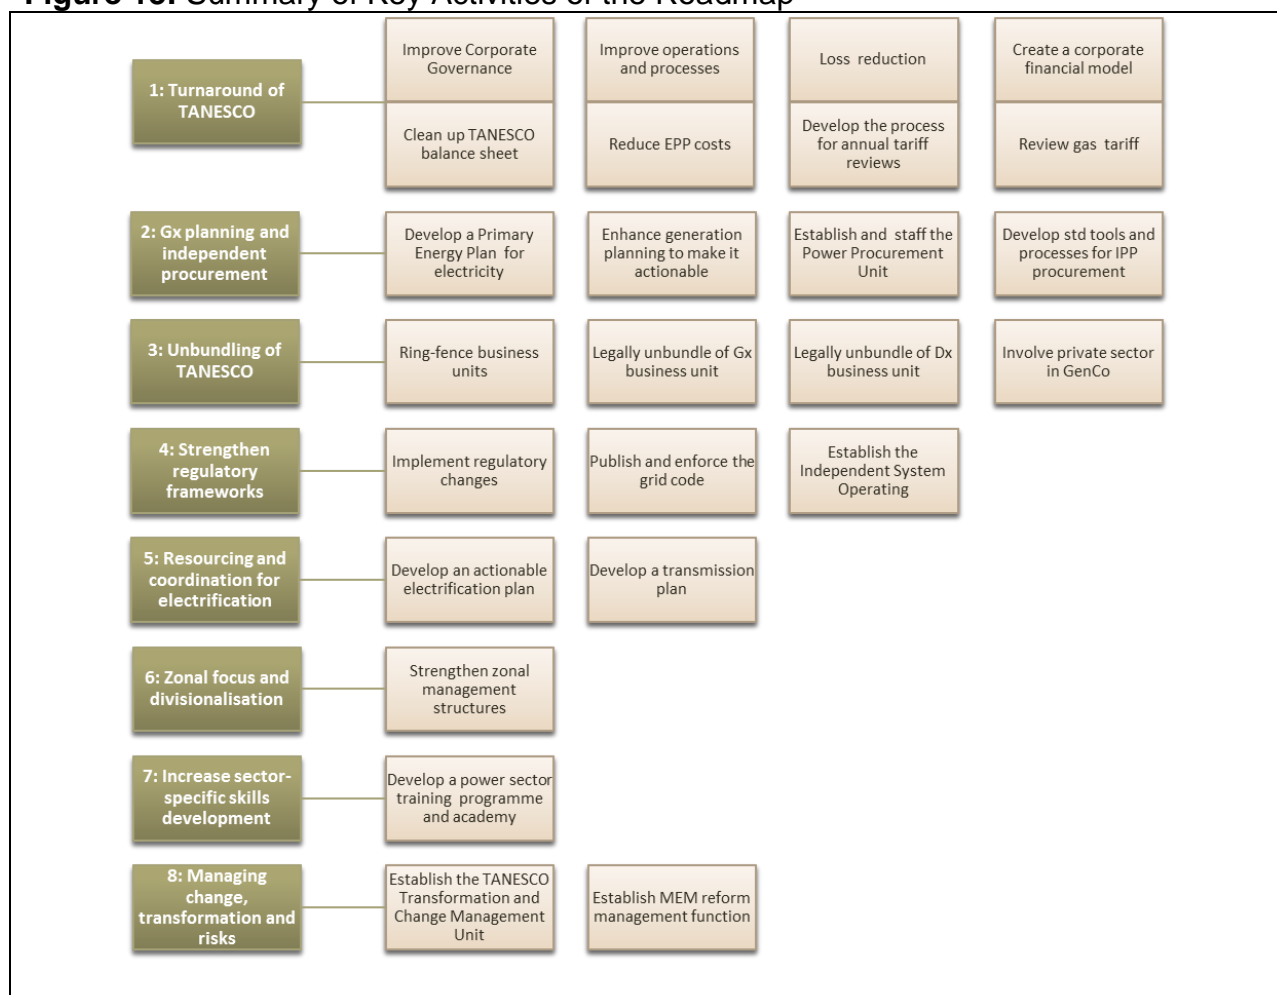 Figure 15. Summary of Key Activities of the Roadmap
1: Turnaround of
TANESCO
Improve Corporate
Governance
Improve operations
and processes
Loss reduction
Create a corporate
financial model
Clean up TANESCO
balance sheet
Reduce EPP costs
Develop the process
for annual tariff
reviews
Review gas tariff
2: Gx planning and
independent
procurement
Develop a Primary
Energy Plan for
electricity
Enhance generation
planning to make it
actionable
Establish and staff the
Power Procurement
Unit
Develop std tools and
processes for IPP
procurement
3: Unbundling of
TANESCO
Ring-fence business
units
Legally unbundle of Gx
business unit
Legally unbundle of Dx
business unit
Involve private sector
in GenCo
4: Strengthen
regulatory
frameworks
Implement regulatory
changes
Publish and enforce the
grid code
Establish the
Independent System
Operating
5: Resourcing and
coordination for
electrification
Develop an actionable
electrification plan
Develop a transmission
plan
6: Zonal focus and
divisionalisation
Strengthen zonal
management
structures
7: Increase sector-
specific skills
development
Develop a power sector
training programme
and academy
8: Managing
change,
transformation and
risks
Establish the TANESCO
Transformation and
Change Management
Unit
Establish MEM reform
management function